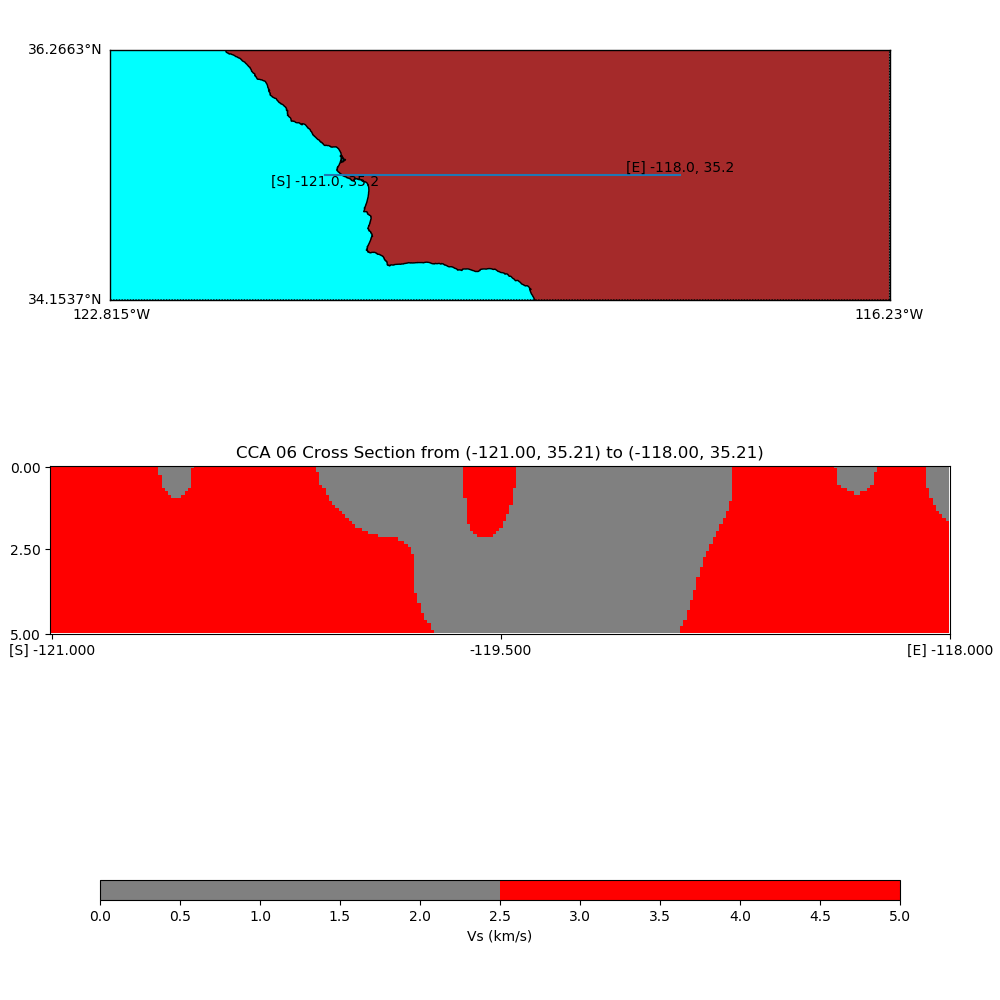 36.2663°N
[E] -118.0, 35.2
[S] -121.0, 35.2
34.1537°N
122.815°W 116.23°W
CCA 06 Cross Section from (-121.00, 35.21) to (-118.00, 35.21)
0.00
2.50
5.00
[S] -121.000 -119.500 [E] -118.000
0.0 0.5 1.0 1.5 2.0 2.5 3.0 3.5 4.0 4.5 5.0
Vs (km/s)